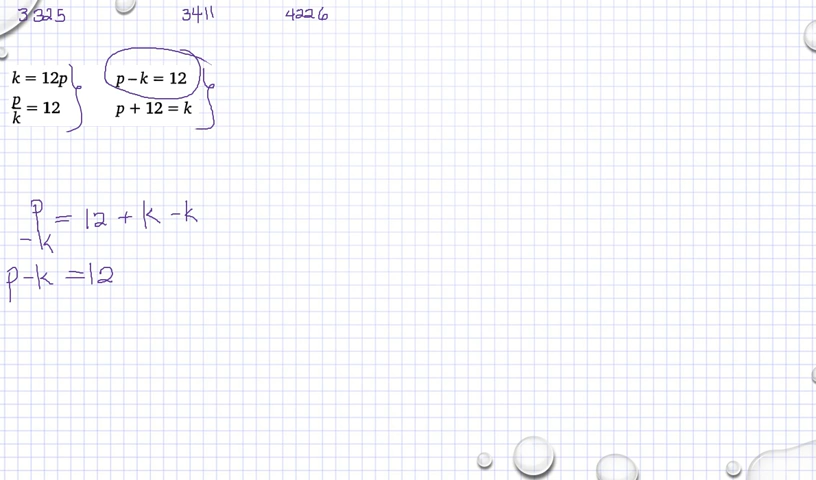 3325 3411 4226
k = 12p p – k = 12
p/k = 12 p + 12 = k
p = 12 + k - k
- k
p - k = 12